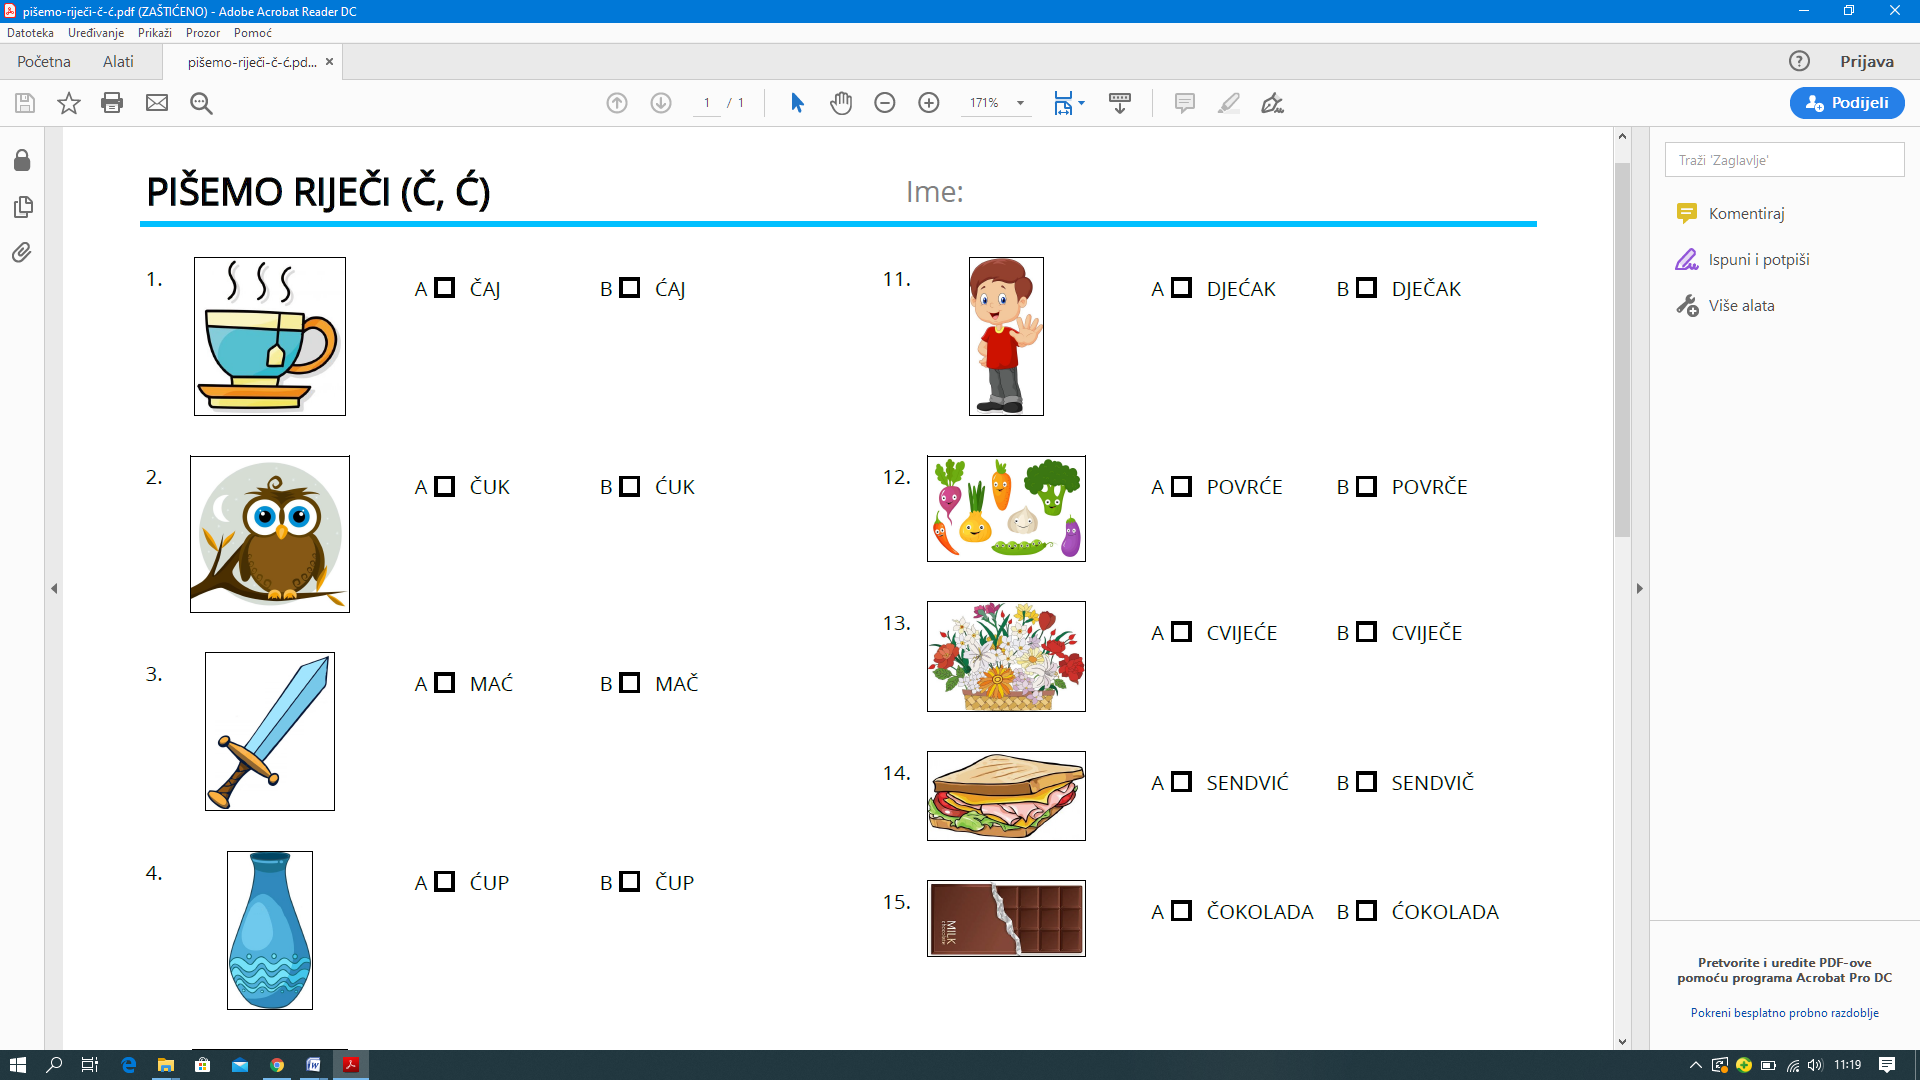 pišemo-riječi-č-ć.pdf (ZAŠTIĆENO) - Adobe Acrobat Reader DC
Datoteka Uređivanje Prikaži Prozor Pomoć
Početna Alati pišemo-riječi-č-ć.pd... × Prijava
1 / 1 171% Podijeli
Traži 'Zaglavlje'
Komentiraj
Ispuni i potpiši
Više alata
PIŠEMO RIJEČI (Č, Ć) Ime:
1. A ČAJ B ĆAJ
2. A ČUK B ĆUK
3. A MAĆ B MAČ
4. A ĆUP B ČUP
11. A DJEĆAK B DJEČAK
12. A POVRĆE B POVRČE
13. A CVIJEĆE B CVIJEČE
14. A SENDVIĆ B SENDVIČ
15. A ČOKOLADA B ĆOKOLADA
MILK
chocolate
Pretvorite i uredite PDF-ove
pomoću programa Acrobat Pro DC
Pokreni besplatno probno razdoblje
11:19